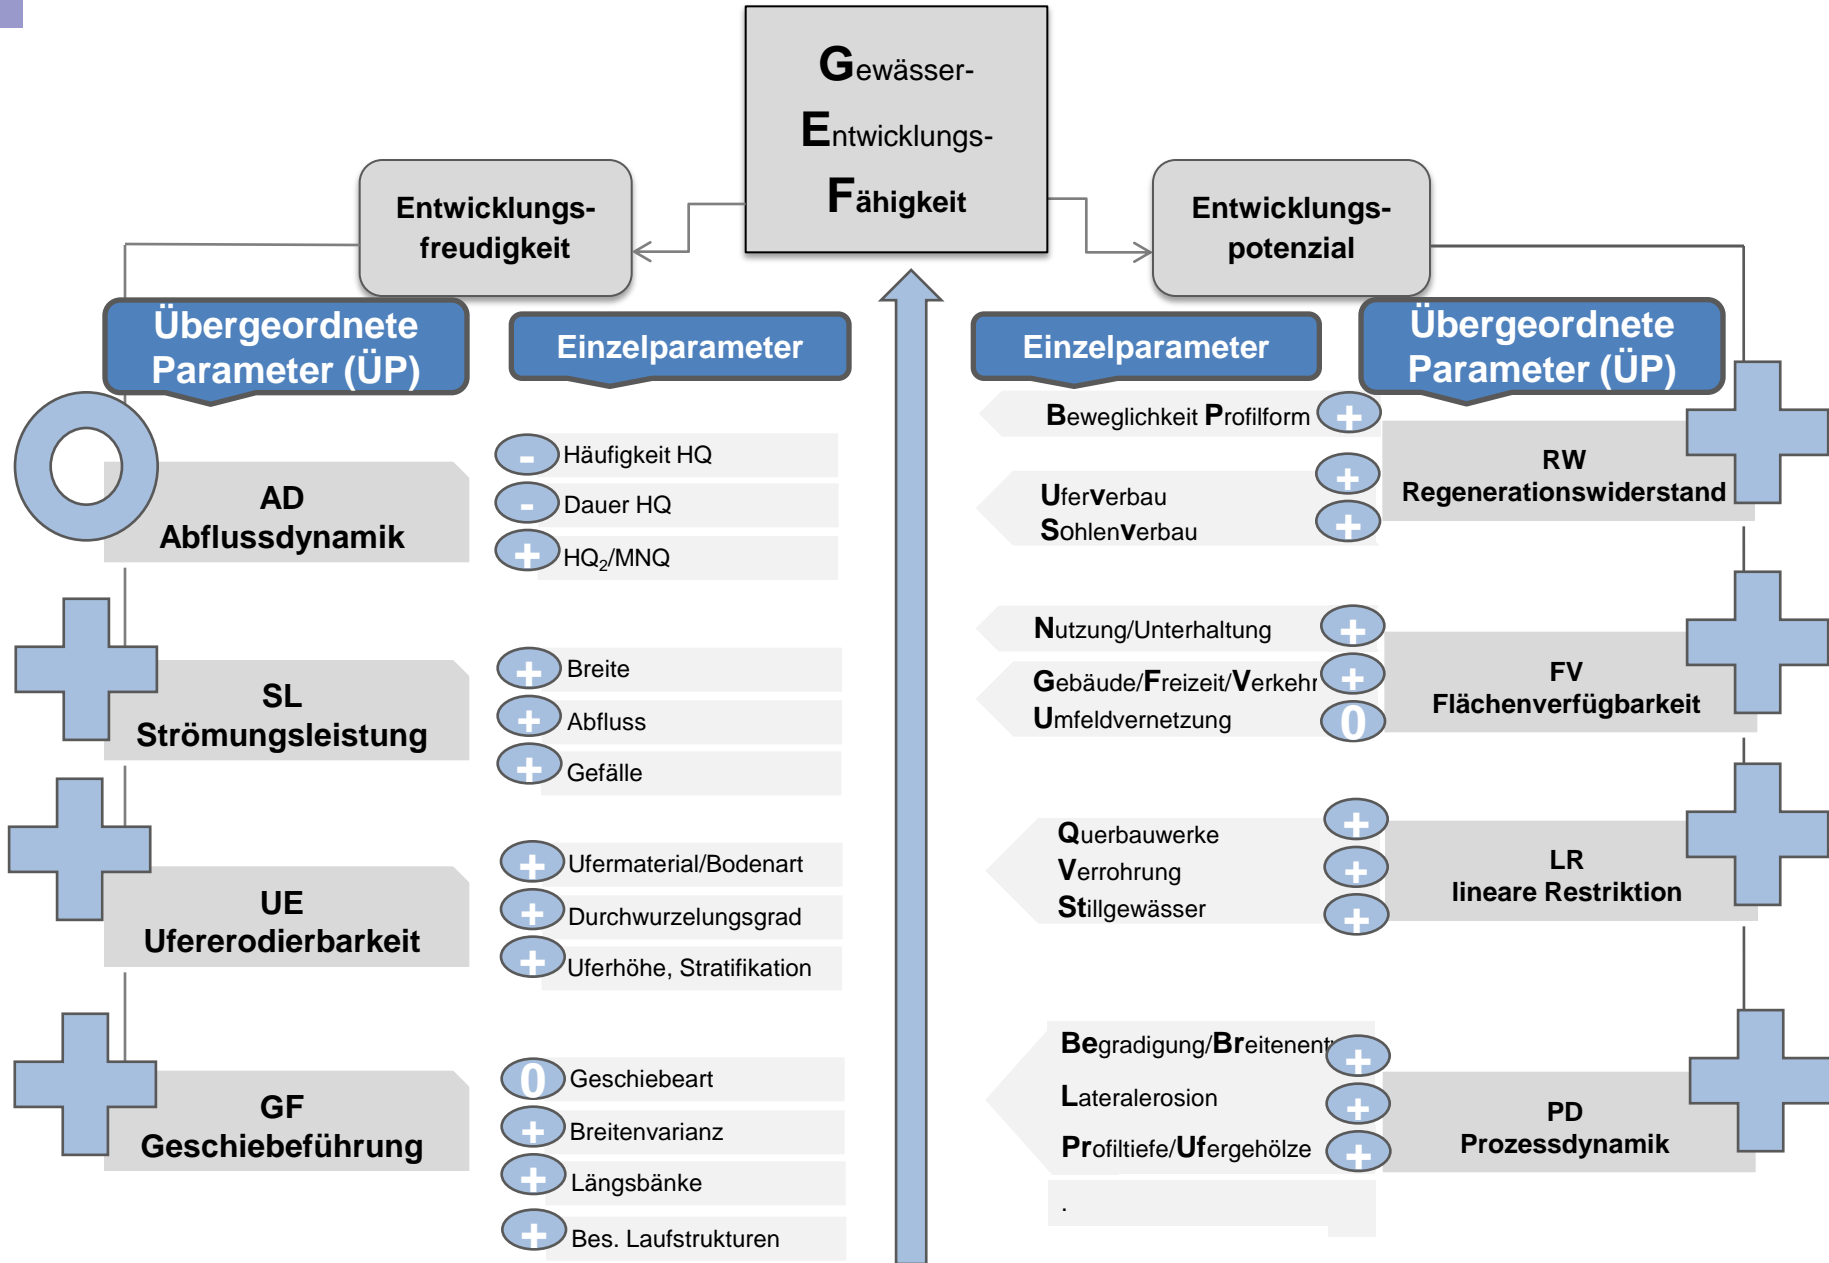 Gewässer-
Entwicklungs-
Fähigkeit
Entwicklungs-
freudigkeit
Entwicklungs-
potenzial
Übergeordnete
Parameter (ÜP)
Einzelparameter
Einzelparameter
Übergeordnete
Parameter (ÜP)
AD
Abflussdynamik
- Häufigkeit HQ
- Dauer HQ
+ HQ₂/MNQ
SL
Strömungsleistung
+ Breite
+ Abfluss
+ Gefälle
UE
Ufererodierbarkeit
+ Ufermaterial/Bodenart
+ Durchwurzelungsgrad
+ Uferhöhe, Stratifikation
GF
Geschiebeführung
0 Geschiebeart
+ Breitenvarianz
+ Längsbänke
+ Bes. Laufstrukturen
Beweglichkeit Profilform +
Uferverbau +
Sohlenverbau +
RW
Regenerationswiderstand
Nutzung/Unterhaltung +
Gebäude/Freizeit/Verkehr +
Umfeldvernetzung 0
FV
Flächenverfügbarkeit
Querbauwerke +
Verrohrung +
Stillgewässer +
LR
lineare Restriktion
Begradigung/Breitenent +
Lateralerosion +
Profiltiefe/Ufergehölze +
.
PD
Prozessdynamik